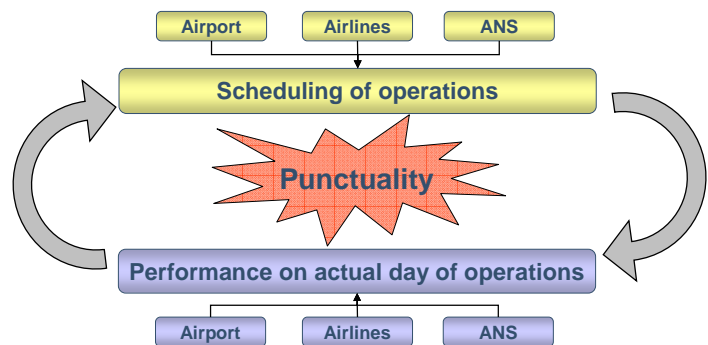 Airport Airlines ANS
Scheduling of operations
Punctuality
Performance on actual day of operations
Airport Airlines ANS